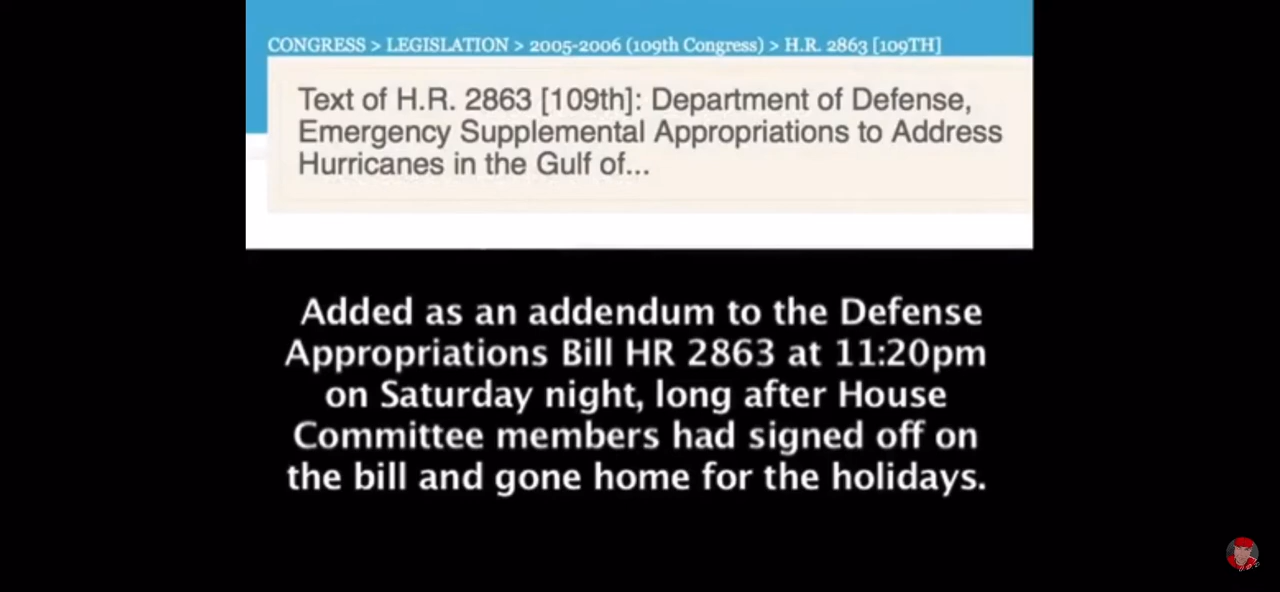 CONGRESS > LEGISLATION > 2005-2006 (109th Congress) > H.R. 2863 [109TH]
Text of H.R. 2863 [109th]: Department of Defense,
Emergency Supplemental Appropriations to Address
Hurricanes in the Gulf of...
Added as an addendum to the Defense
Appropriations Bill HR 2863 at 11:20pm
on Saturday night, long after House
Committee members had signed off on
the bill and gone home for the holidays.